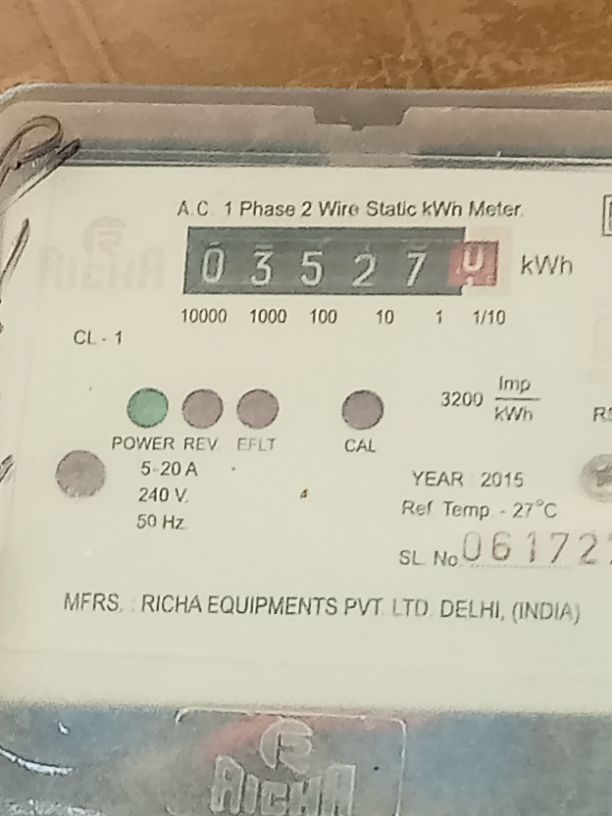 A.C. 1 Phase 2 Wire Static kWh Meter.
0 3 5 2 7 kWh
10000 1000 100 10 1 1/10
CL - 1
3200 Imp/kWh
POWER REV. EFLT CAL
5-20 A
240 V.
50 Hz.
YEAR : 2015
Ref. Temp. - 27°C
SL. No. 06172
MFRS. : RICHA EQUIPMENTS PVT. LTD. DELHI, (INDIA)
RICHA